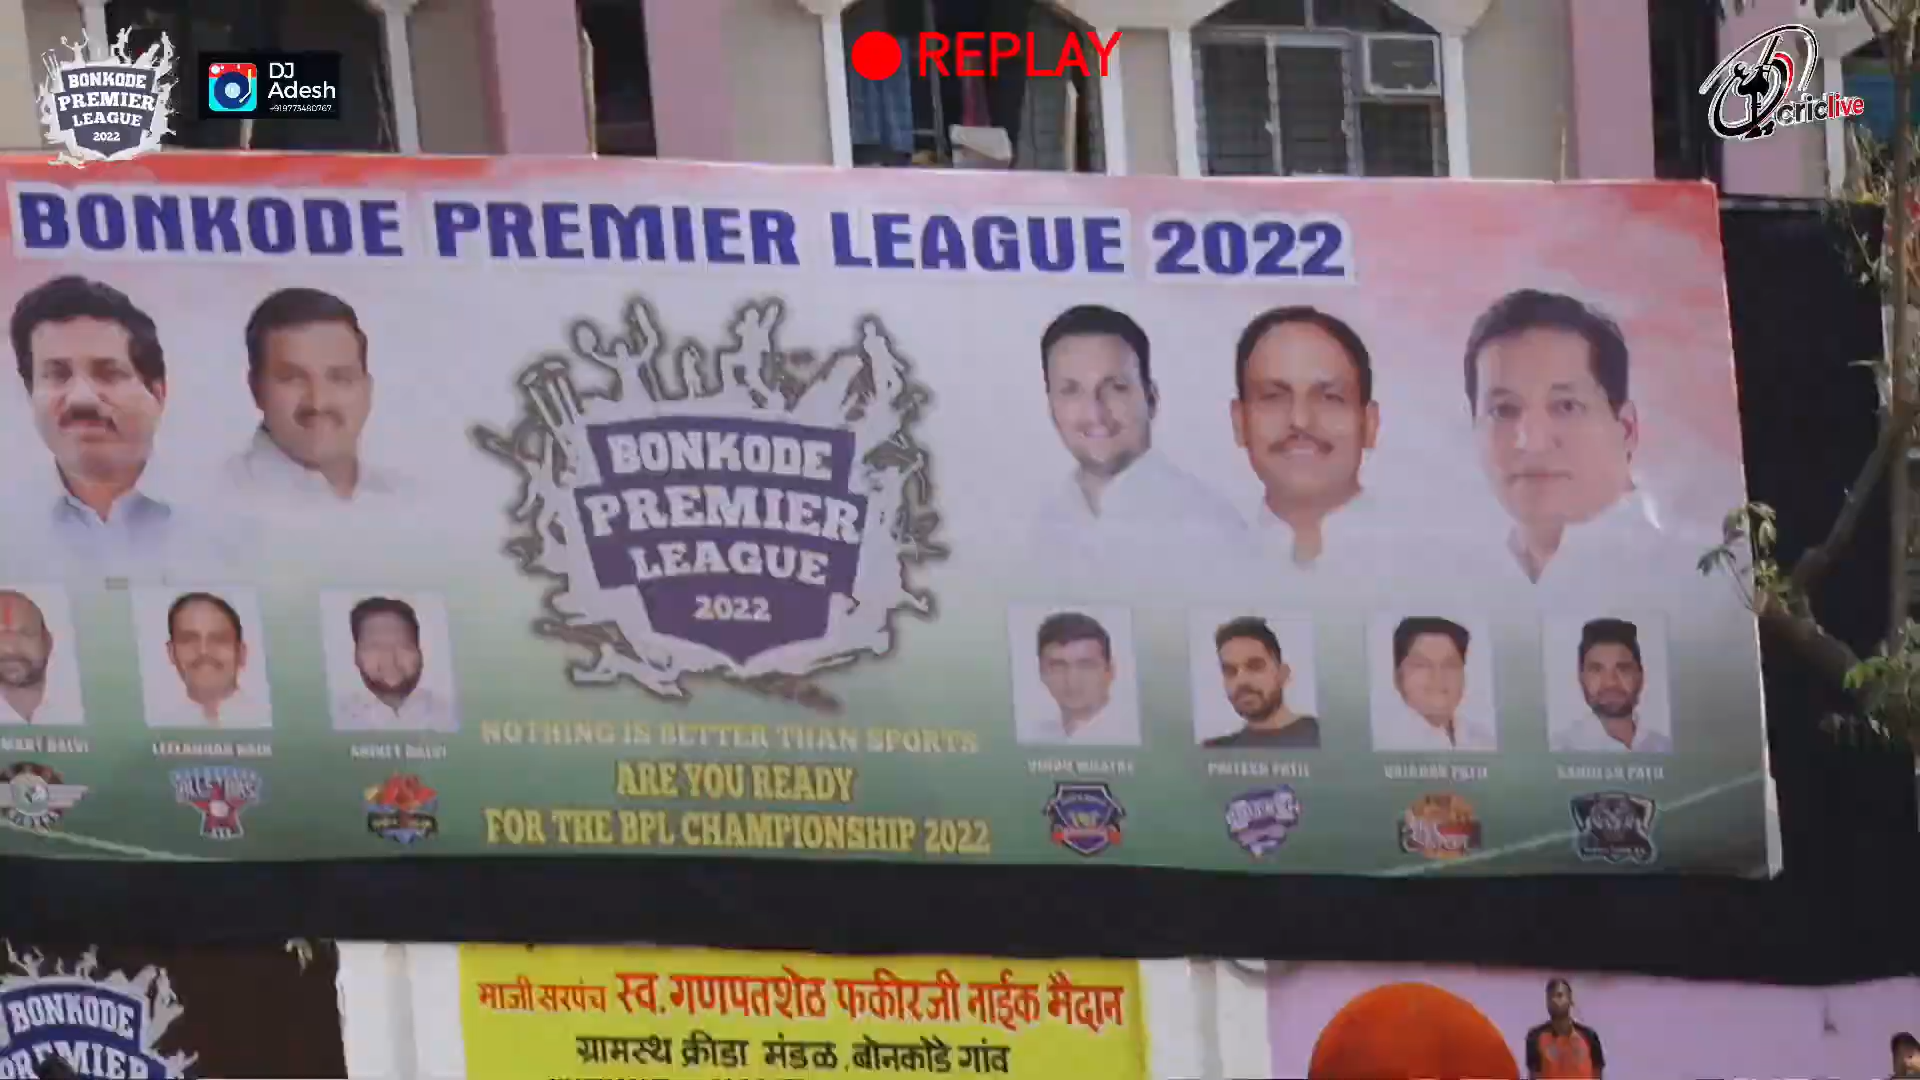 REPLAY
BONKODE
PREMIER
LEAGUE
2022
DJ
Adesh
+919773480767
criclive
BONKODE PREMIER LEAGUE 2022
BONKODE
PREMIER
LEAGUE
2022
NOTHING IS BETTER THAN SPORTS
ARE YOU READY
FOR THE BPL CHAMPIONSHIP 2022
माजी सरपंच स्व. गणपतशेठ फकीरजी नाईक मैदान
ग्रामस्थ क्रीडा मंडळ, बोनकोडे गांव
BONKODE
PREMIER